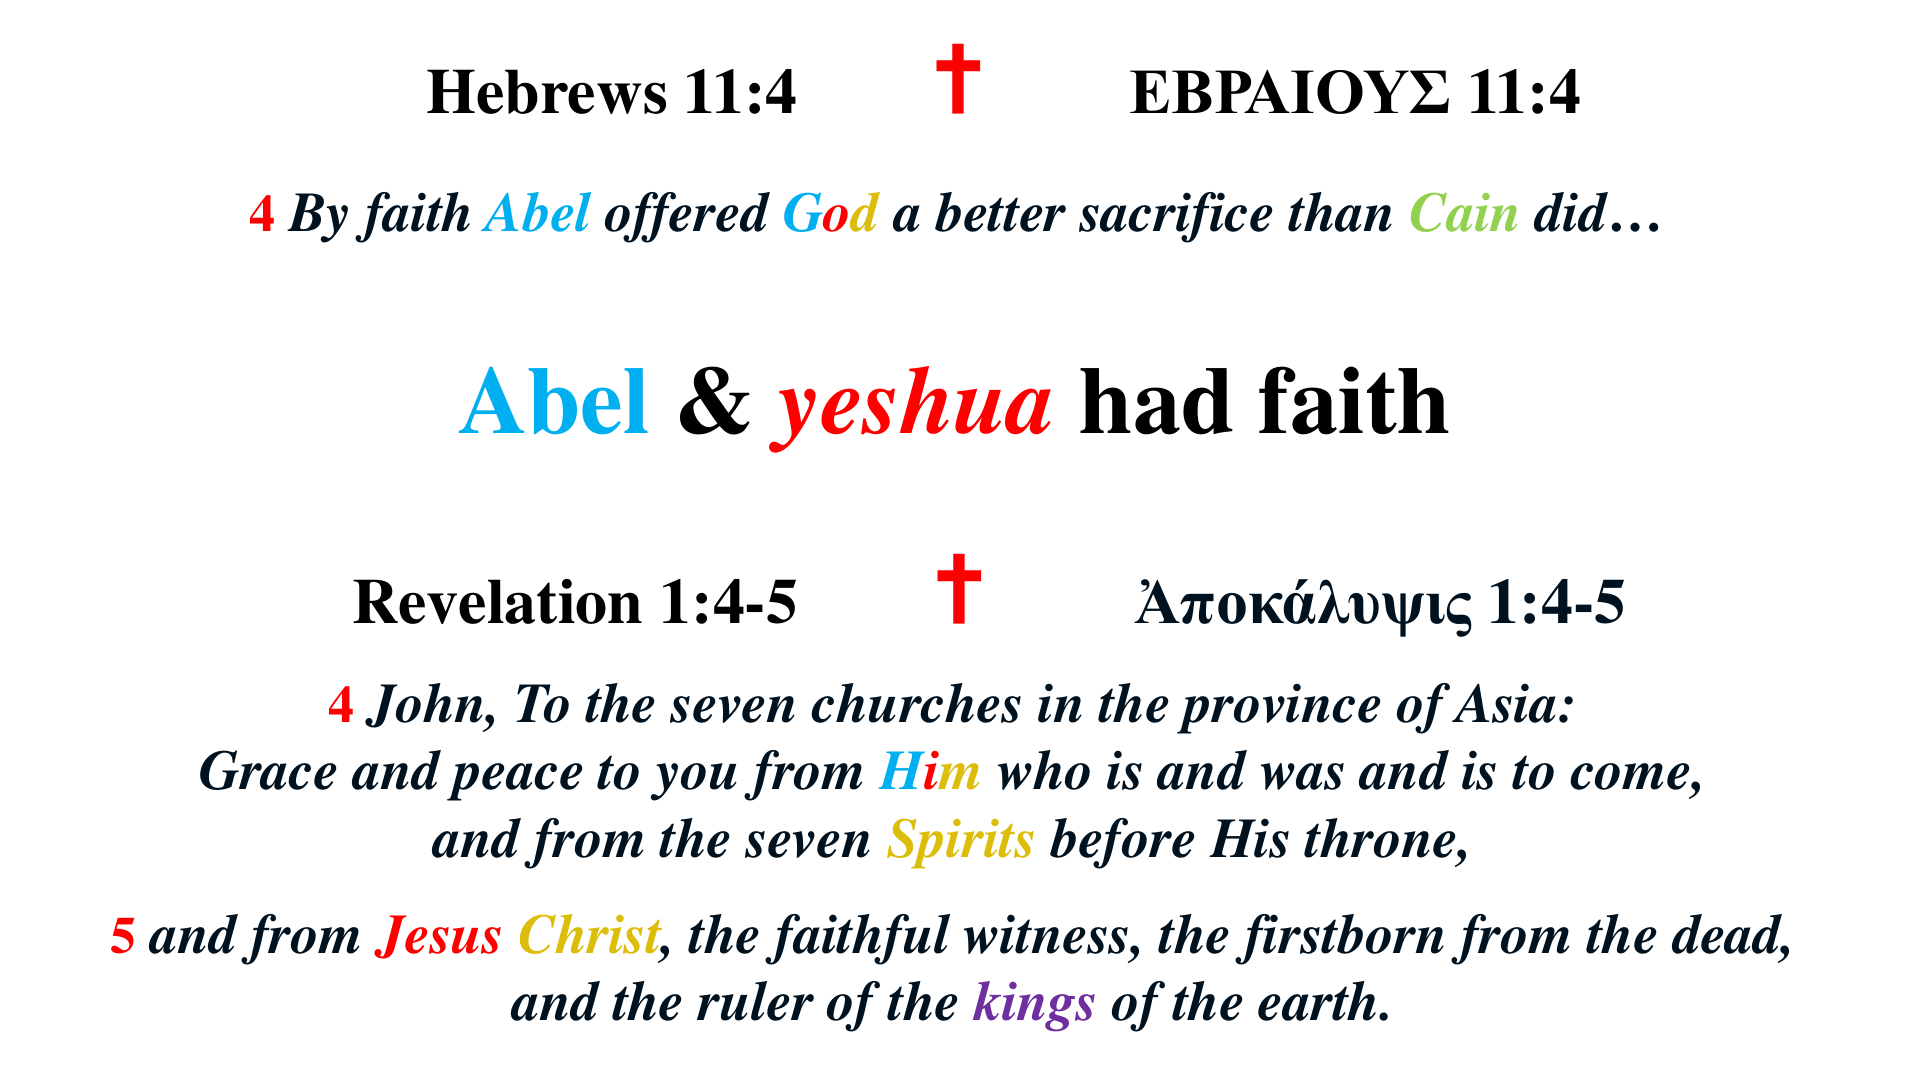 Hebrews 11:4 ✝ ΕΒΡΑΙΟΥΣ 11:4
4 By faith Abel offered God a better sacrifice than Cain did…
Abel & yeshua had faith
Revelation 1:4-5 ✝ Ἀποκάλυψις 1:4-5
4 John, To the seven churches in the province of Asia:
Grace and peace to you from Him who is and was and is to come,
and from the seven Spirits before His throne,
5 and from Jesus Christ, the faithful witness, the firstborn from the dead,
and the ruler of the kings of the earth.